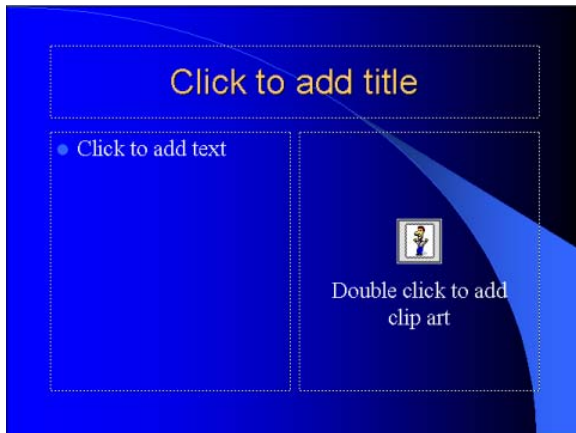 Click to add title
Click to add text
Double click to add
clip art